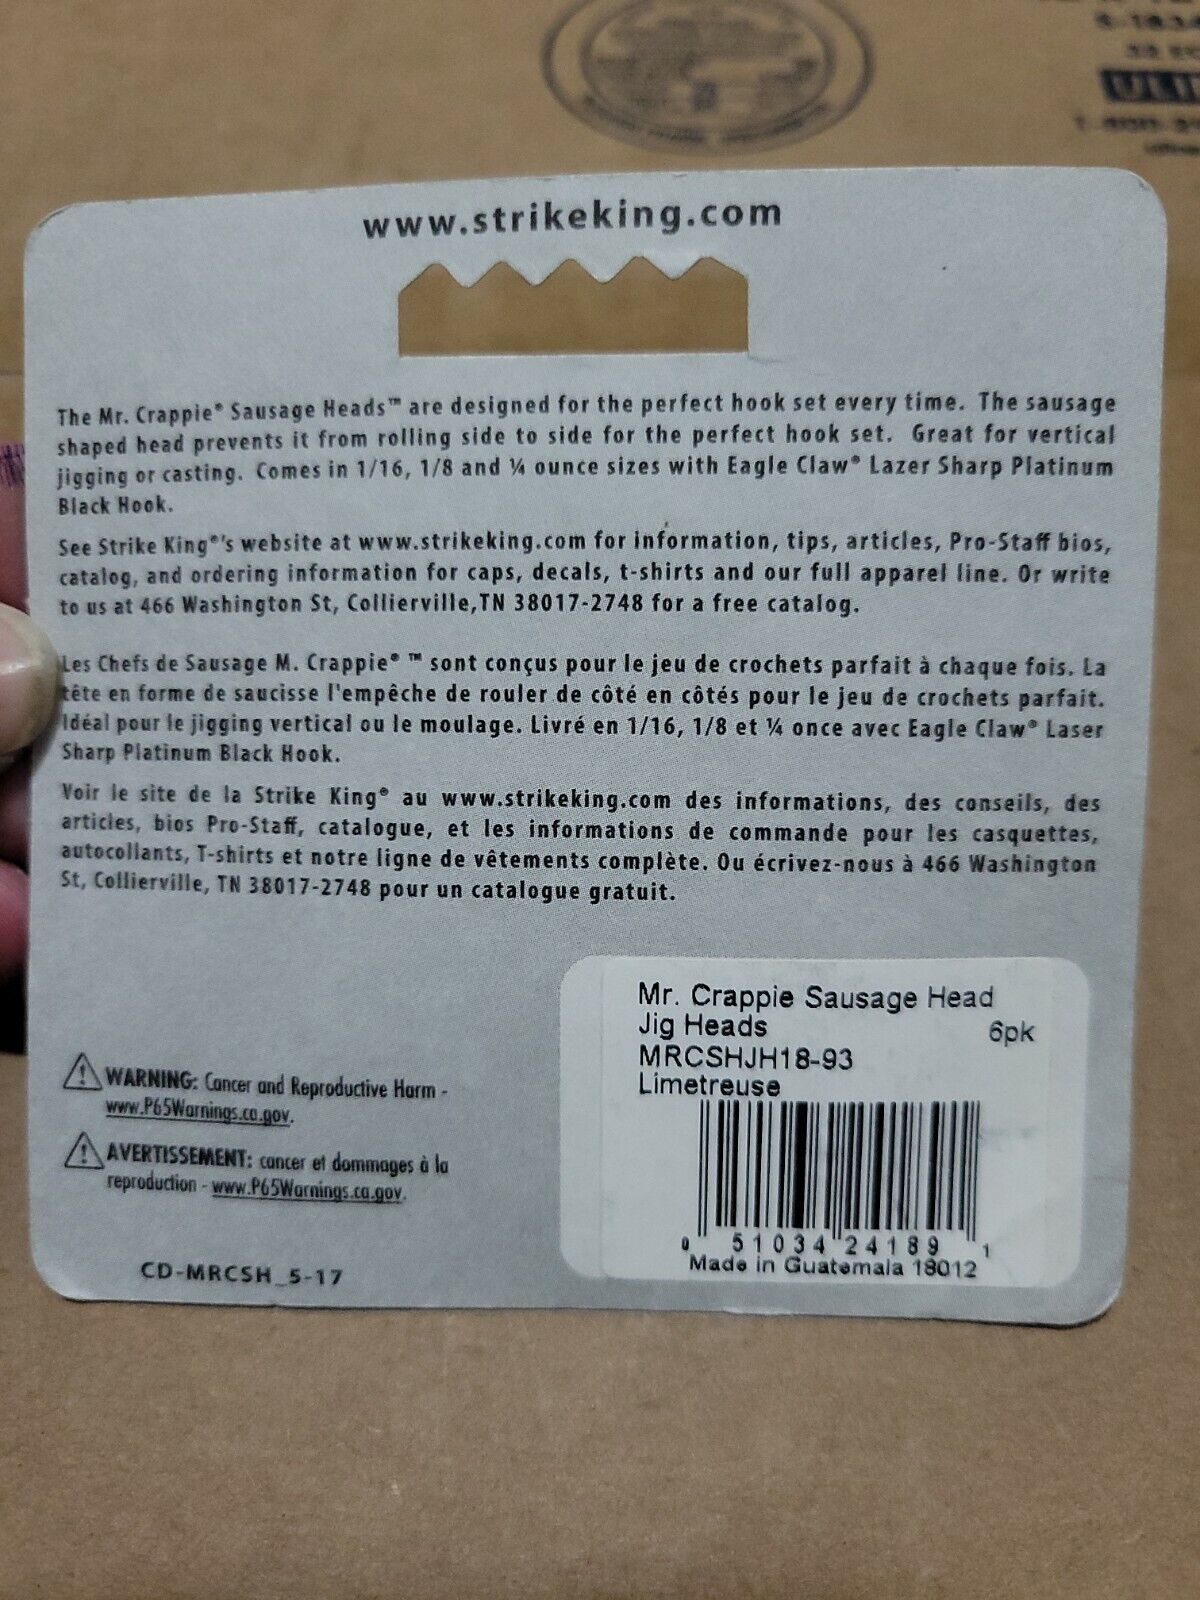 S-1834
ULI
www.strikeking.com
The Mr. Crappie® Sausage Heads™ are designed for the perfect hook set every time. The sausage
shaped head prevents it from rolling side to side for the perfect hook set. Great for vertical
jigging or casting. Comes in 1/16, 1/8 and ¼ ounce sizes with Eagle Claw® Lazer Sharp Platinum
Black Hook.
See Strike King®'s website at www.strikeking.com for information, tips, articles, Pro-Staff bios,
catalog, and ordering information for caps, decals, t-shirts and our full apparel line. Or write
to us at 466 Washington St, Collierville,TN 38017-2748 for a free catalog.
Les Chefs de Sausage M. Crappie® ™ sont conçus pour le jeu de crochets parfait à chaque fois. La
tête en forme de saucisse l'empêche de rouler de côté en côtés pour le jeu de crochets parfait.
Idéal pour le jigging vertical ou le moulage. Livré en 1/16, 1/8 et ¼ once avec Eagle Claw® Laser
Sharp Platinum Black Hook.
Voir le site de la Strike King® au www.strikeking.com des informations, des conseils, des
articles, bios Pro-Staff, catalogue, et les informations de commande pour les casquettes,
autocollants, T-shirts et notre ligne de vêtements complète. Ou écrivez-nous à 466 Washington
St, Collierville, TN 38017-2748 pour un catalogue gratuit.
WARNING: Cancer and Reproductive Harm -
www.P65Warnings.ca.gov.
AVERTISSEMENT: cancer et dommages à la
reproduction - www.P65Warnings.ca.gov.
CD-MRCSH_5-17
Mr. Crappie Sausage Head
Jig Heads 6pk
MRCSHJH18-93
Limetreuse
0 51034 24189 1
Made in Guatemala 18012